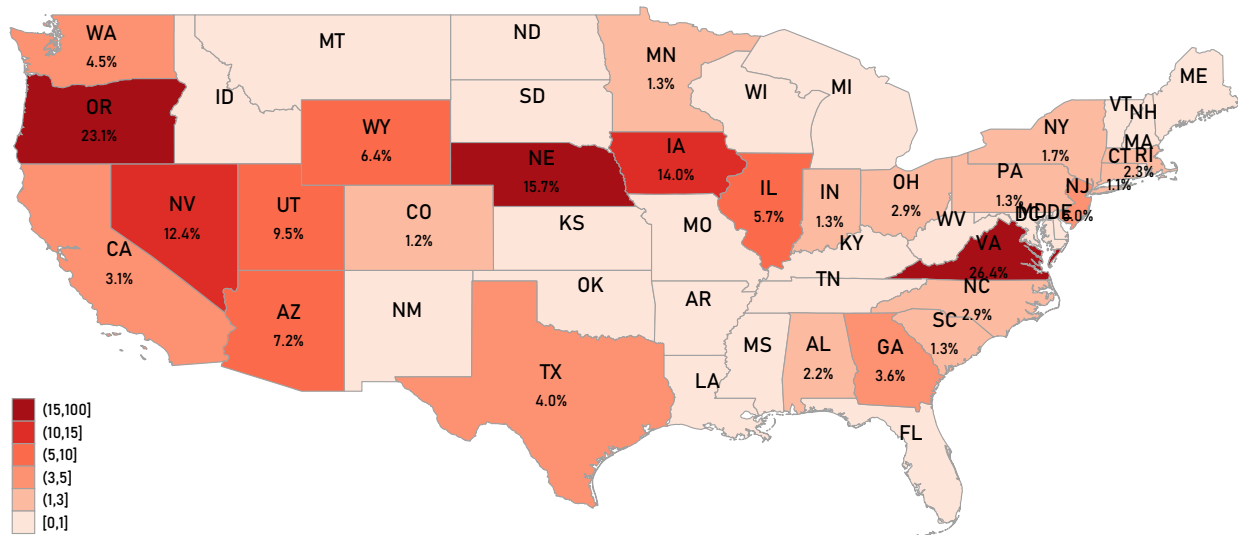 WA
4.5%
MT
ND
MN
1.3%
ME
OR
23.1%
ID
SD
WI
MI
VT
NH
WY
6.4%
NY
1.7%
MA
2.3%
NE
15.7%
IA
14.0%
CT
1.1%
RI
NV
12.4%
UT
9.5%
CO
1.2%
IL
5.7%
IN
1.3%
OH
2.9%
PA
1.3%
NJ
5.0%
CA
3.1%
KS
MO
KY
WV
MD
DE
DC
VA
26.4%
AZ
7.2%
NM
OK
AR
TN
NC
2.9%
SC
1.3%
TX
4.0%
LA
MS
AL
2.2%
GA
3.6%
FL
(15,100]
(10,15]
(5,10]
(3,5]
(1,3]
[0,1]